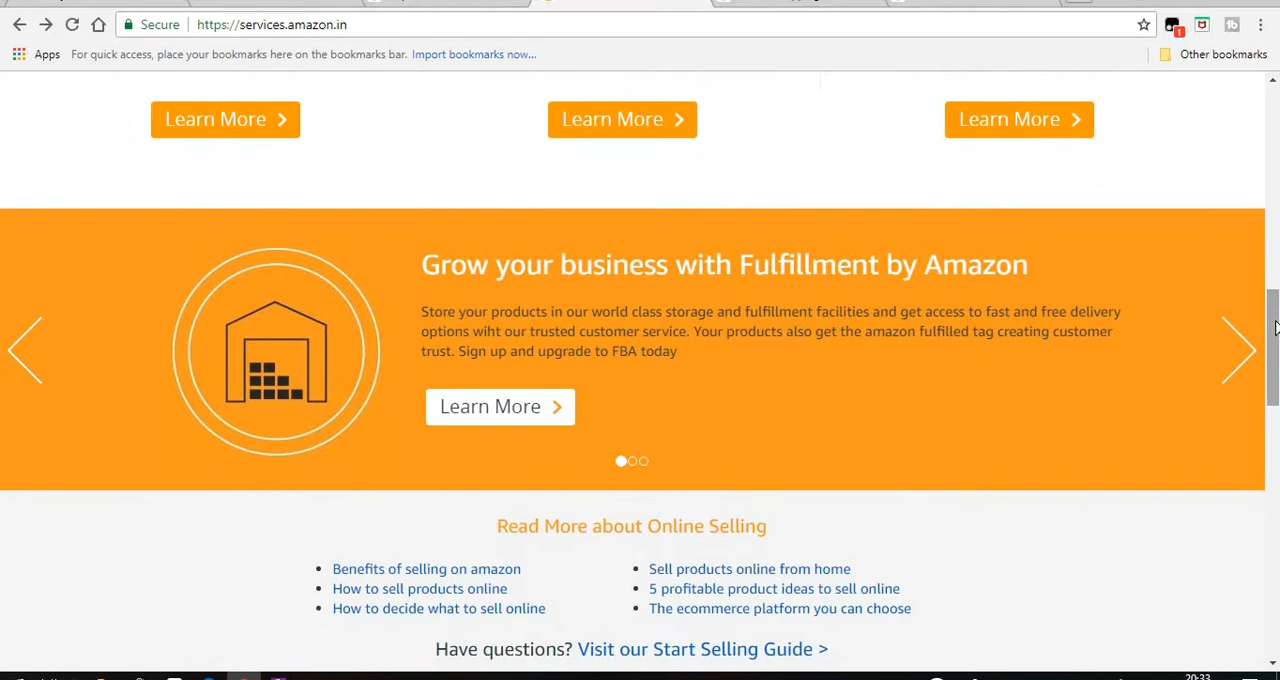 Secure https://services.amazon.in
1
Apps For quick access, place your bookmarks here on the bookmarks bar. Import bookmarks now... Other bookmarks
Learn More Learn More Learn More
Grow your business with Fulfillment by Amazon
Store your products in our world class storage and fulfillment facilities and get access to fast and free delivery
options wiht our trusted customer service. Your products also get the amazon fulfilled tag creating customer
trust. Sign up and upgrade to FBA today
Learn More
Read More about Online Selling
Benefits of selling on amazon
How to sell products online
How to decide what to sell online
Sell products online from home
5 profitable product ideas to sell online
The ecommerce platform you can choose
Have questions? Visit our Start Selling Guide >
20:33